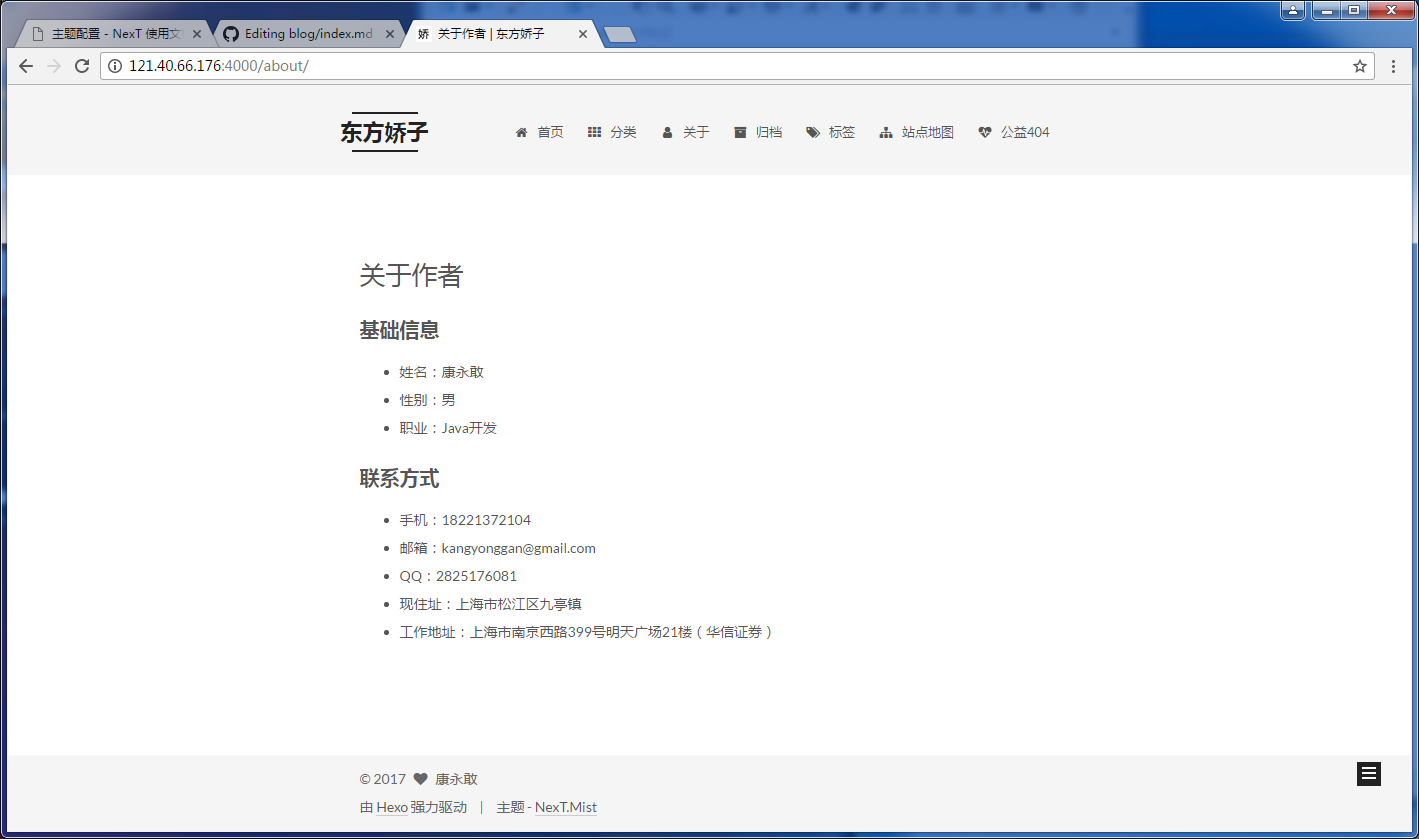 主题配置 - NexT 使用文
Editing blog/index.md
娇 关于作者 | 东方娇子
121.40.66.176:4000/about/
东方娇子
首页 分类 关于 归档 标签 站点地图 公益404
关于作者
基础信息
姓名：康永敢
性别：男
职业：Java开发
联系方式
手机：18221372104
邮箱：kangyonggan@gmail.com
QQ：2825176081
现住址：上海市松江区九亭镇
工作地址：上海市南京西路399号明天广场21楼（华信证券）
© 2017 ♥ 康永敢
由 Hexo 强力驱动 | 主题 - NexT.Mist